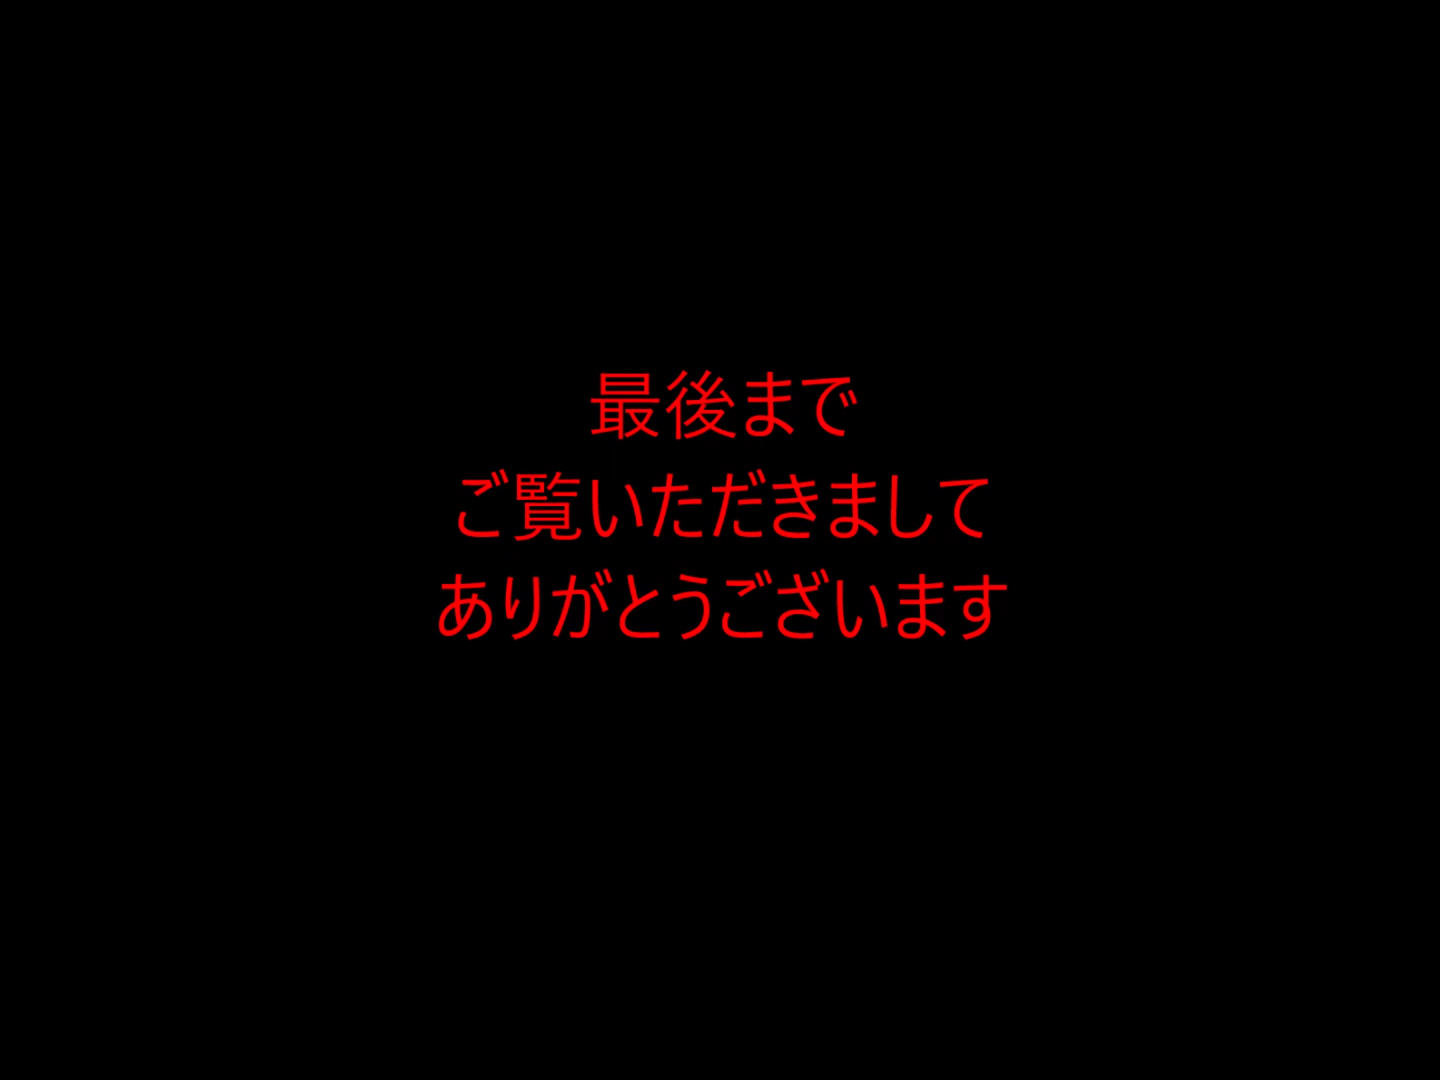 最後まで
ご覧いただきまして
ありがとうございます